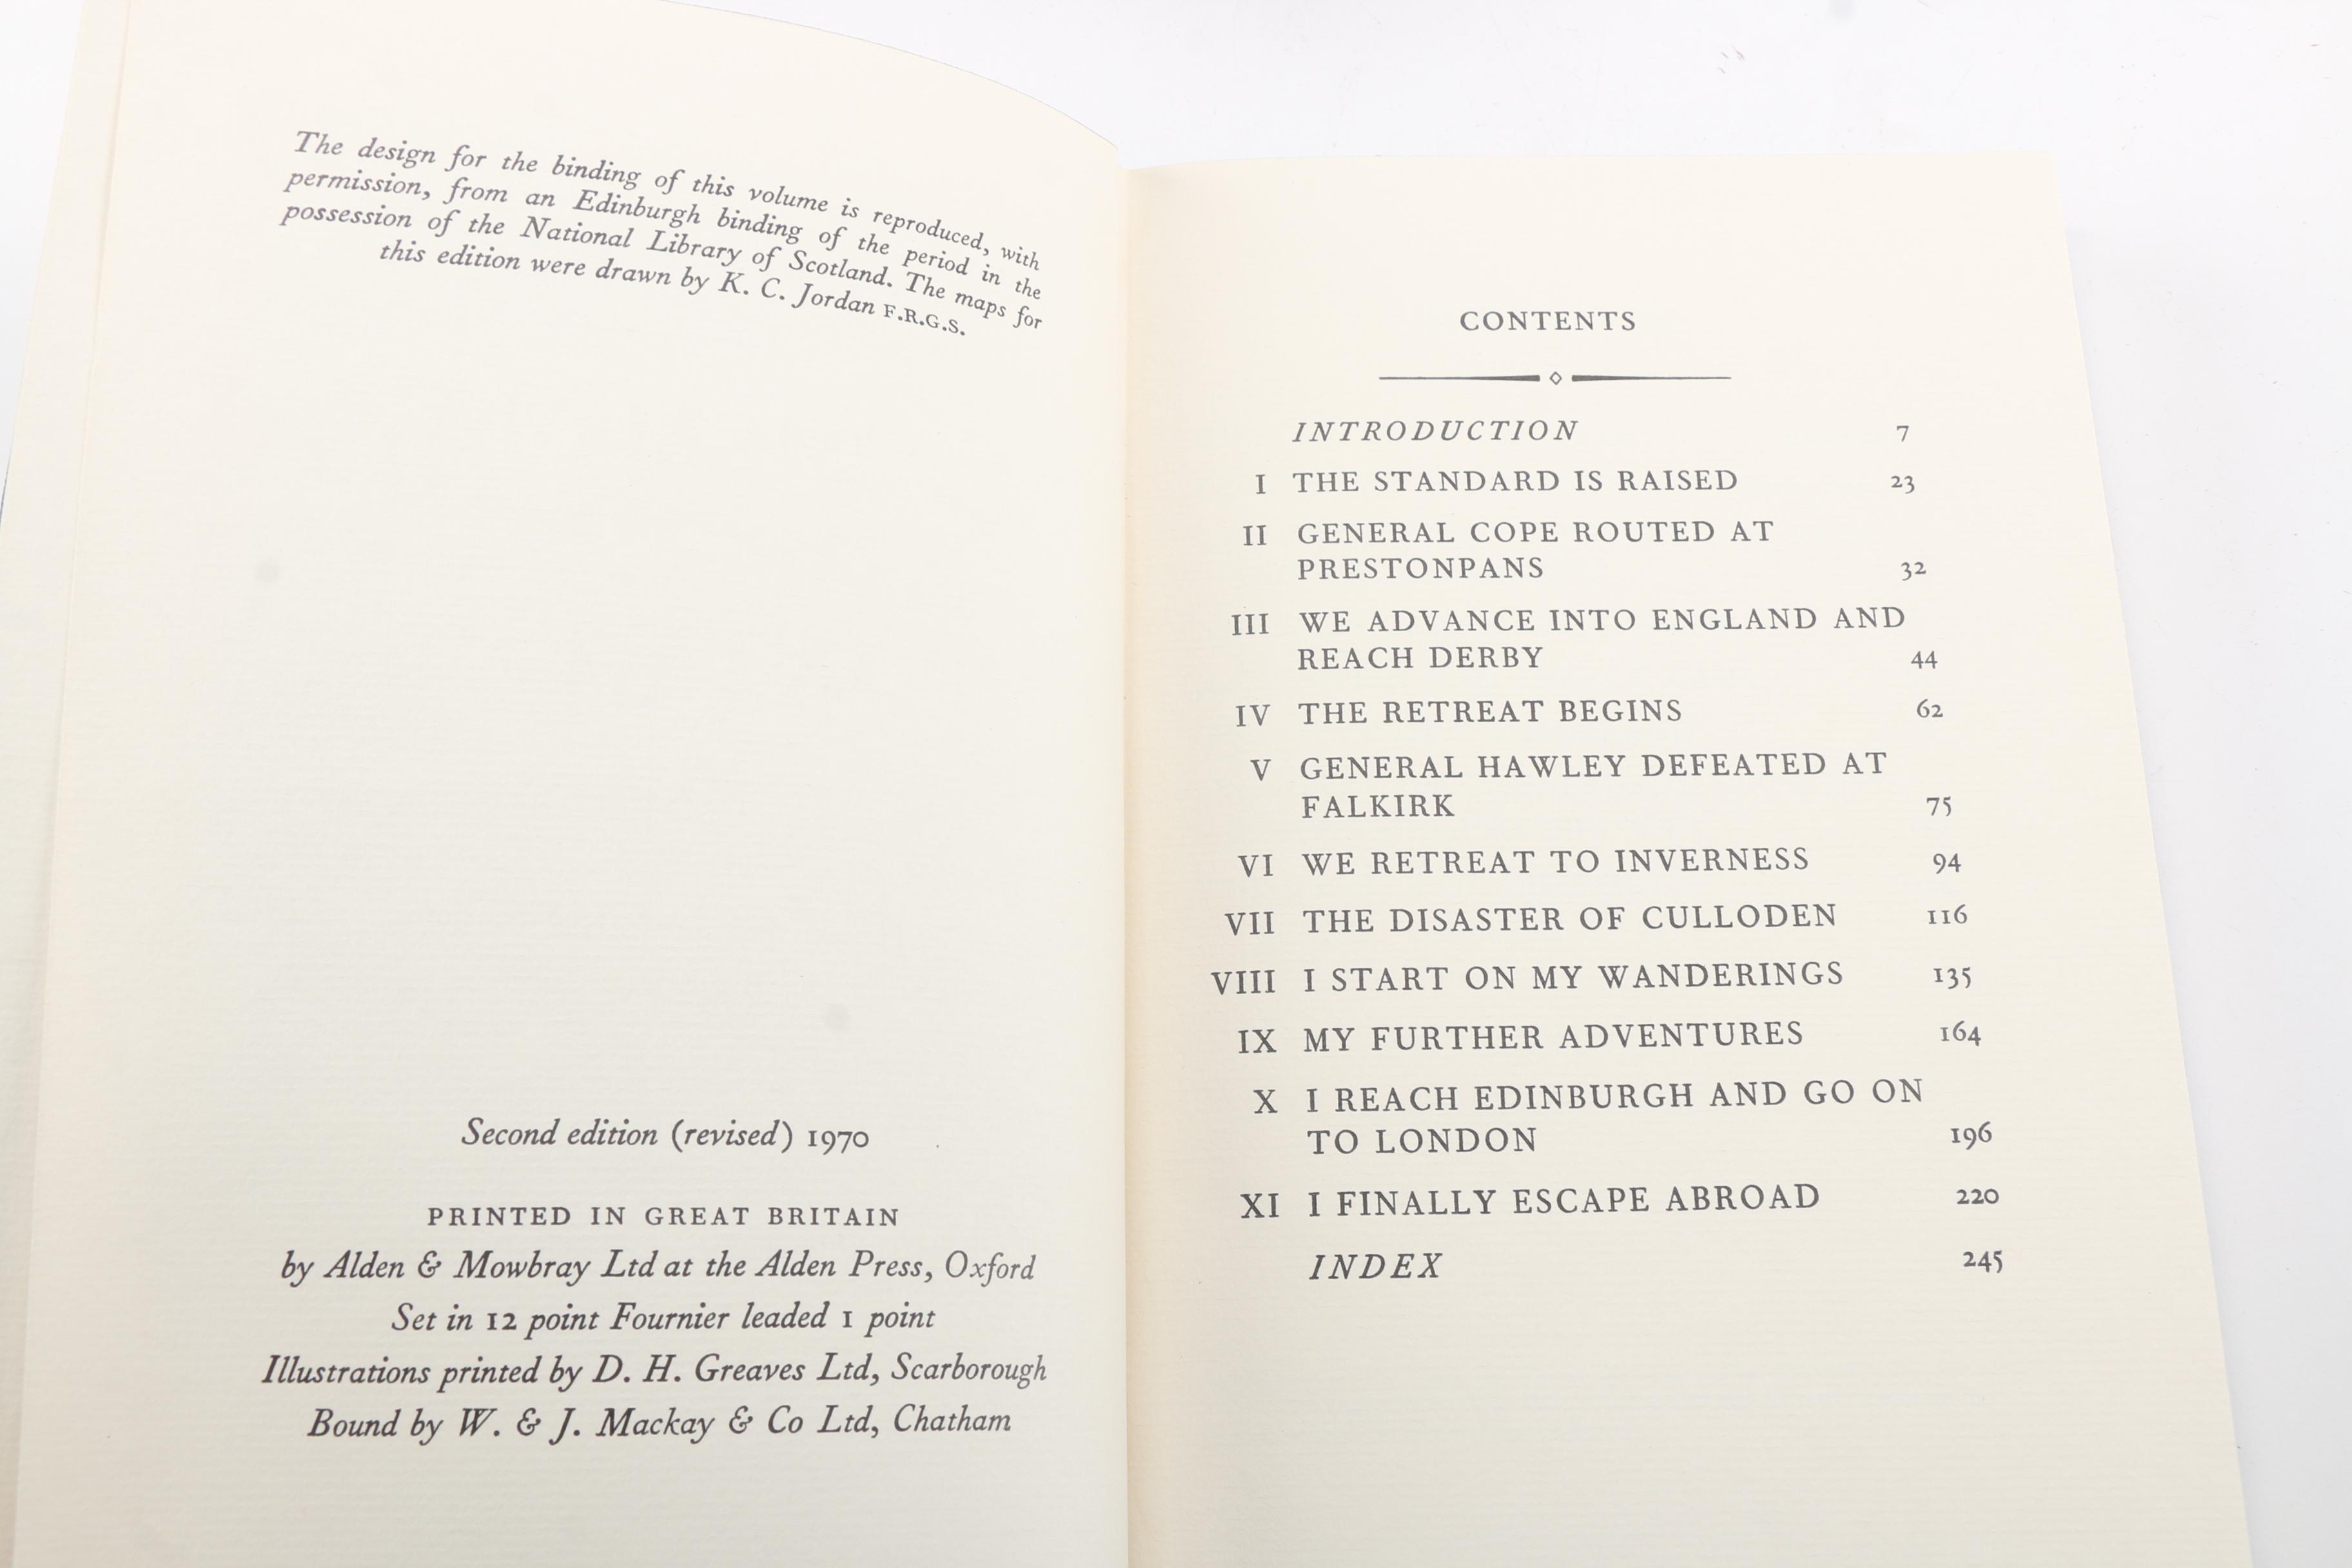 The design for the binding of this volume is reproduced, with
permission, from an Edinburgh binding of the period in the
possession of the National Library of Scotland. The maps for
this edition were drawn by K. C. Jordan F.R.G.S.
Second edition (revised) 1970
PRINTED IN GREAT BRITAIN
by Alden & Mowbray Ltd at the Alden Press, Oxford
Set in 12 point Fournier leaded 1 point
Illustrations printed by D. H. Greaves Ltd, Scarborough
Bound by W. & J. Mackay & Co Ltd, Chatham
CONTENTS
INTRODUCTION 7
I THE STANDARD IS RAISED 23
II GENERAL COPE ROUTED AT
PRESTONPANS 32
III WE ADVANCE INTO ENGLAND AND
REACH DERBY 44
IV THE RETREAT BEGINS 62
V GENERAL HAWLEY DEFEATED AT
FALKIRK 75
VI WE RETREAT TO INVERNESS 94
VII THE DISASTER OF CULLODEN 116
VIII I START ON MY WANDERINGS 135
IX MY FURTHER ADVENTURES 164
X I REACH EDINBURGH AND GO ON
TO LONDON 196
XI I FINALLY ESCAPE ABROAD 220
INDEX 245